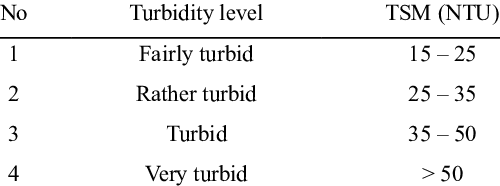 No Turbidity level TSM (NTU)
1 Fairly turbid 15 – 25
2 Rather turbid 25 – 35
3 Turbid 35 – 50
4 Very turbid > 50